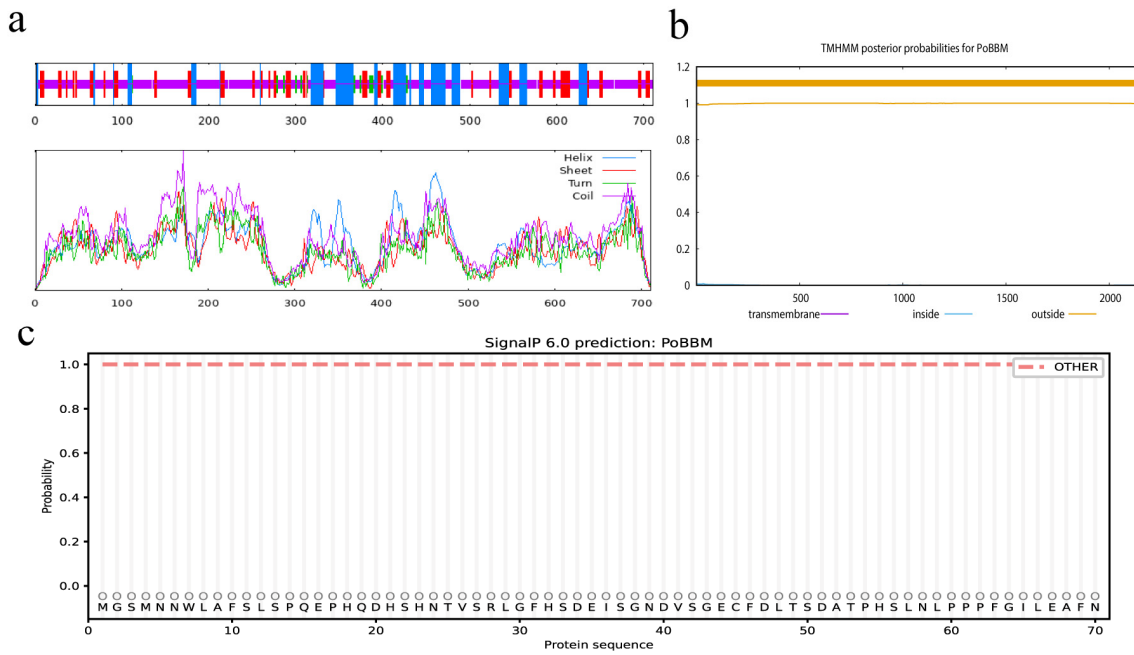 a
0 100 200 300 400 500 600 700
Helix
Sheet
Turn
Coil
0 100 200 300 400 500 600 700
b
TMHMM posterior probabilities for PoBBM
1.2
1
0.8
0.6
0.4
0.2
0
500 1000 1500 2000
transmembrane inside outside
c
SignalP 6.0 prediction: PoBBM
OTHER
Probability
1.0
0.8
0.6
0.4
0.2
0.0
O O O O O O O O O O O O O O O O O O O O O O O O O O O O O O O O O O O O O O O O O O O O O O O O O O O O O O O O O O O O O O O O O O O O O O
M G S M N N W L A F S L S P Q E P H Q D H S H N T V S R L G F H S D E I S G N D V S G E C F D L T S D A T P H S L N L P P P F G I L E A F N
0 10 20 30 40 50 60 70
Protein sequence